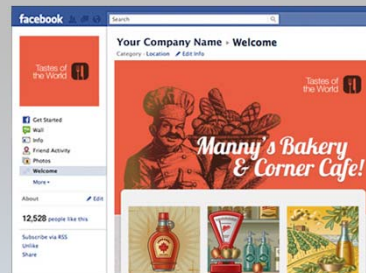 facebook
Search
Your Company Name › Welcome
Category · Location Edit Info
Tastes of
the World
Get Started
Wall
Info
Friend Activity
Photos
Welcome
More
About
Edit
12,528 people like this
Subscribe via RSS
Unlike
Share
Tastes of
the World
Manny's Bakery
& Corner Cafe!